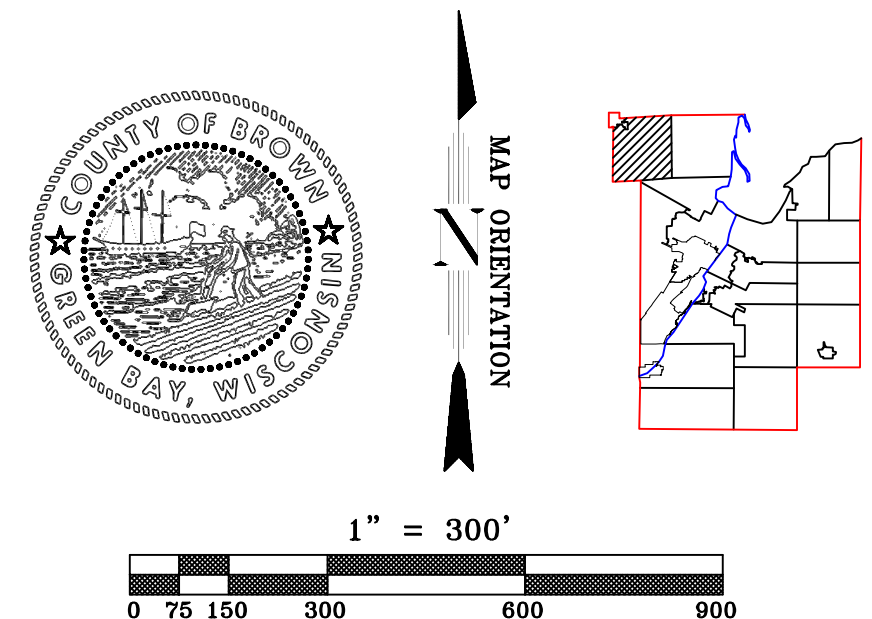 COUNTY OF BROWN
GREEN BAY, WISCONSIN
N
MAP ORIENTATION
1” = 300’
0 75 150 300 600 900